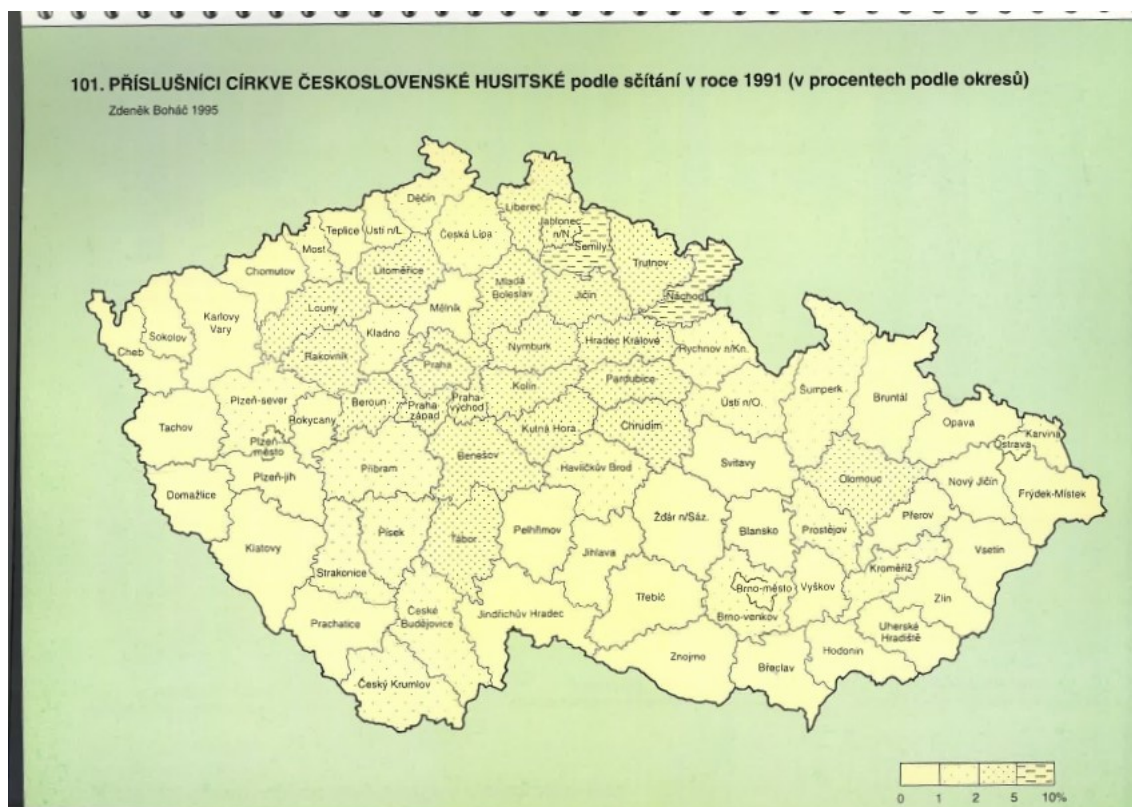 101. PŘÍSLUŠNÍCI CÍRKVE ČESKOSLOVENSKÉ HUSITSKÉ podle sčítání v roce 1991 (v procentech podle okresů)
Zdeněk Boháč 1995
Děčín
Liberec
Jablonec
n/N.
Teplice
Ústí n/L.
Česká Lípa
Semily
Most
Trutnov
Chomutov
Litoměřice
Mladá
Boleslav
Jičín
Náchod
Louny
Mělník
Karlovy
Vary
Sokolov
Cheb
Kladno
Nymburk
Hradec Králové
Rychnov n/Kn.
Rakovník
Praha
Kolín
Pardubice
Šumperk
Bruntál
Plzeň-sever
Beroun
Praha
západ
Praha-
východ
Ústí n/O.
Rokycany
Tachov
Kutná Hora
Chrudim
Opava
Karviná
Ostrava
Plzeň-
město
Benešov
Svitavy
Příbram
Havlíčkův Brod
Plzeň-jih
Olomouc
Nový Jičín
Frýdek-Místek
Domažlice
Žďár n/Sáz.
Přerov
Písek
Tábor
Pelhřimov
Blansko
Prostějov
Klatovy
Jihlava
Vsetín
Strakonice
Kroměříž
Brno-město
Vyškov
Třebíč
Zlín
České
Budějovice
Jindřichův Hradec
Brno-venkov
Prachatice
Uherské
Hradiště
Hodonín
Znojmo
Břeclav
Český Krumlov
0 1 2 5 10%